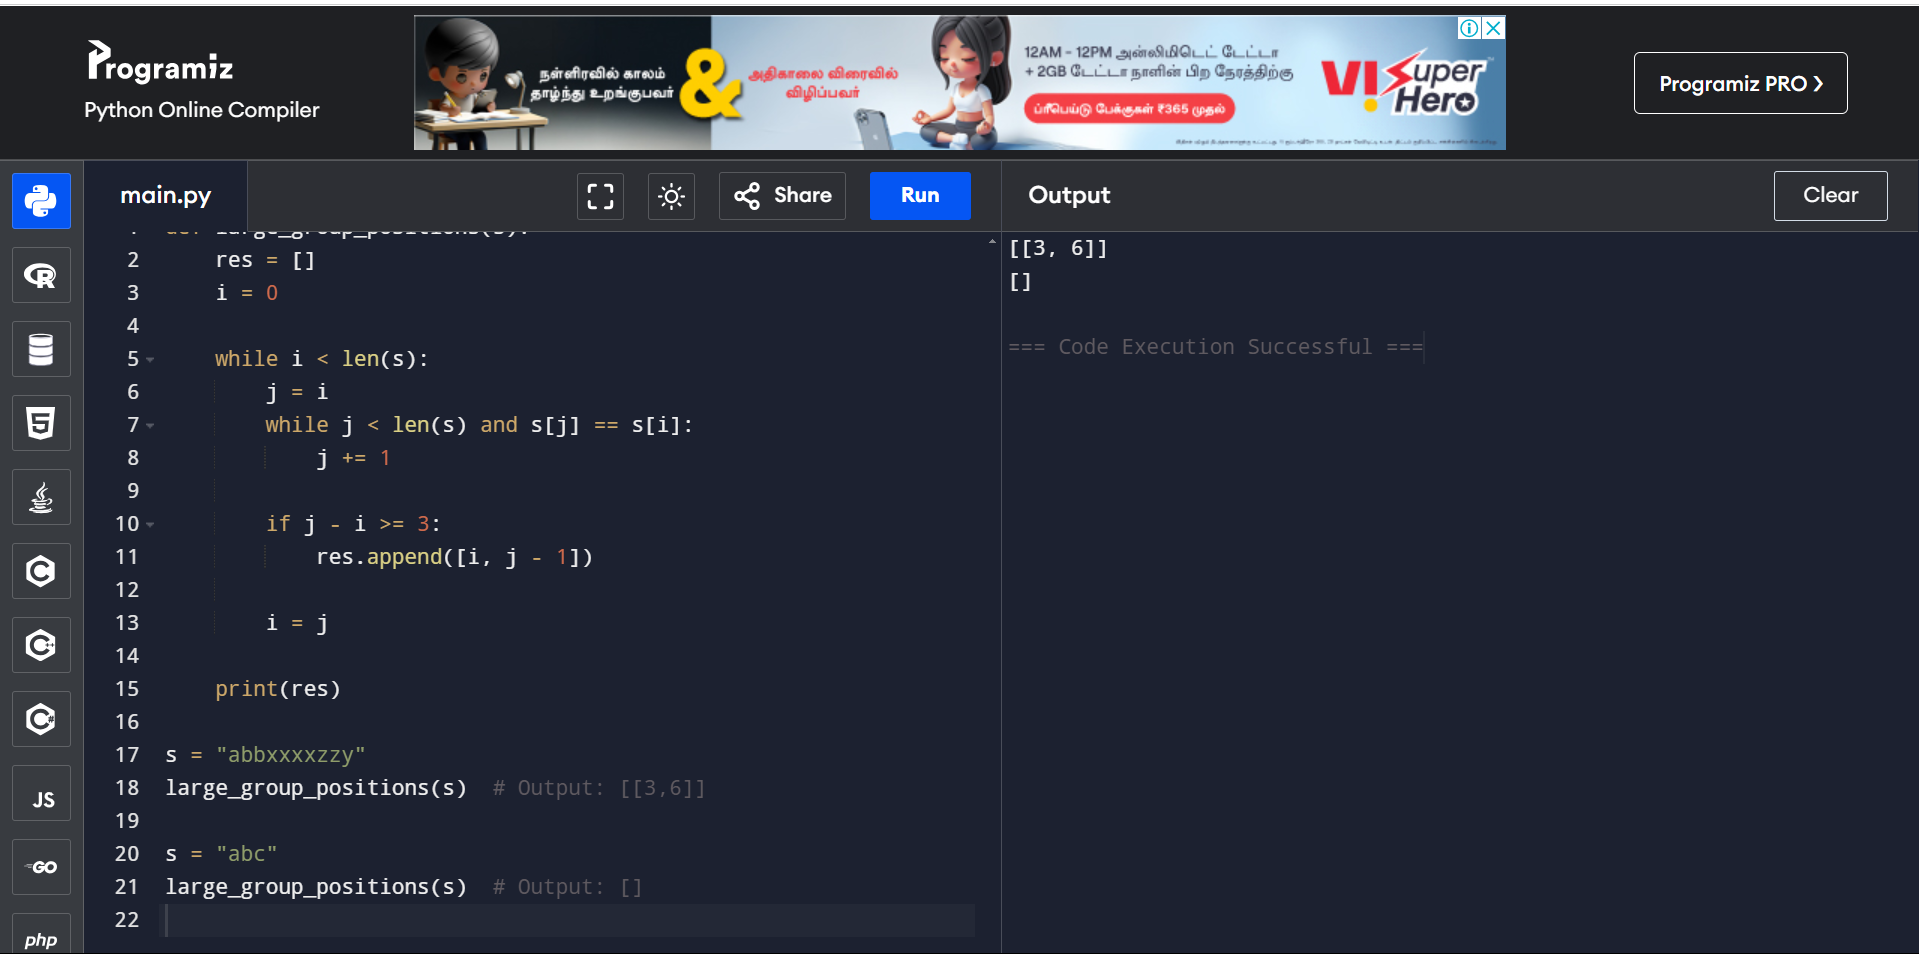 Programiz
Python Online Compiler
நள்ளிரவில் காலம்
தாழ்ந்து உறங்குபவர்
&
அதிகாலை விரைவில்
விழிப்பவர்
12AM – 12PM அன்லிமிடெட் டேட்டா
+ 2GB டேட்டா நாளின் பிற நேரத்திற்கு
ப்ரீபெய்டு பேக்குகள் ₹365 முதல்
VI Super
Hero
Programiz PRO ❯
main.py
Share
Run
Output
Clear
1 def large_group_positions(s):
2 res = []
3 i = 0
4
5 while i < len(s):
6 j = i
7 while j < len(s) and s[j] == s[i]:
8 j += 1
9
10 if j - i >= 3:
11 res.append([i, j - 1])
12
13 i = j
14
15 print(res)
16
17 s = "abbxxxxzzy"
18 large_group_positions(s)  # Output: [[3,6]]
19
20 s = "abc"
21 large_group_positions(s)  # Output: []
22
[[3, 6]]
[]
=== Code Execution Successful ===
R
5
C
C++
C#
JS
GO
php